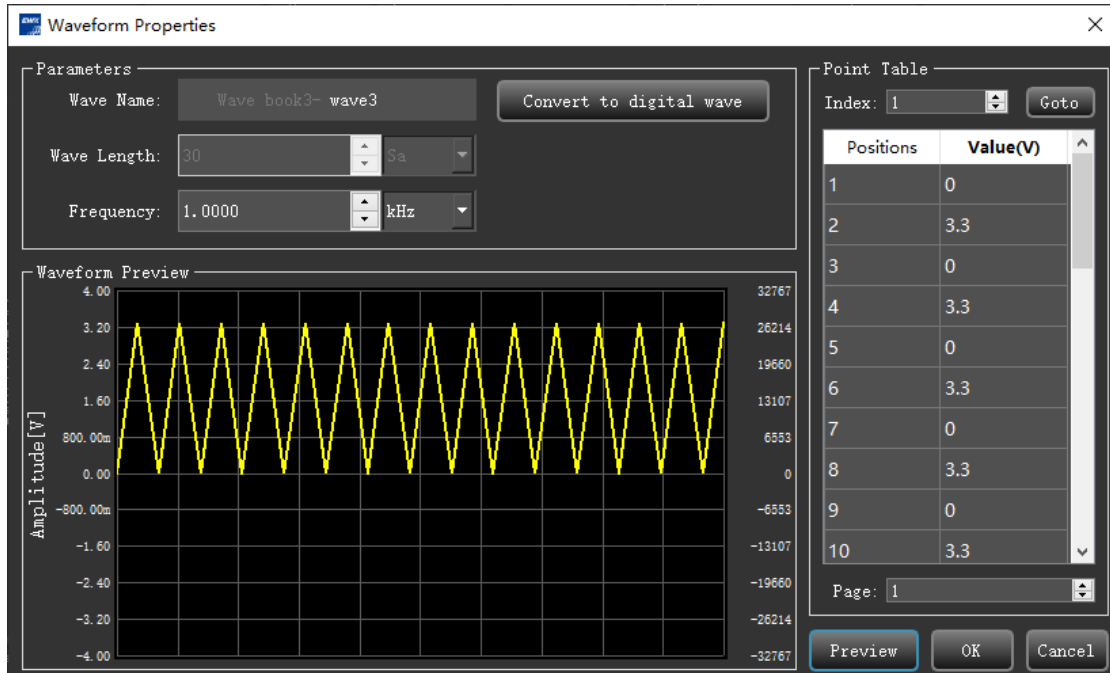 Waveform Properties
Parameters
Wave Name: Wave book3- wave3
Convert to digital wave
Wave Length: 30 Sa
Frequency: 1.0000 kHz
Waveform Preview
Amplitude[V]
4.00 32767
3.20 26214
2.40 19660
1.60 13107
800.00m 6553
0.00 0
-800.00m -6553
-1.60 -13107
-2.40 -19660
-3.20 -26214
-4.00 -32767
Point Table
Index: 1 Goto
Positions Value(V)
1 0
2 3.3
3 0
4 3.3
5 0
6 3.3
7 0
8 3.3
9 0
10 3.3
Page: 1
Preview OK Cancel